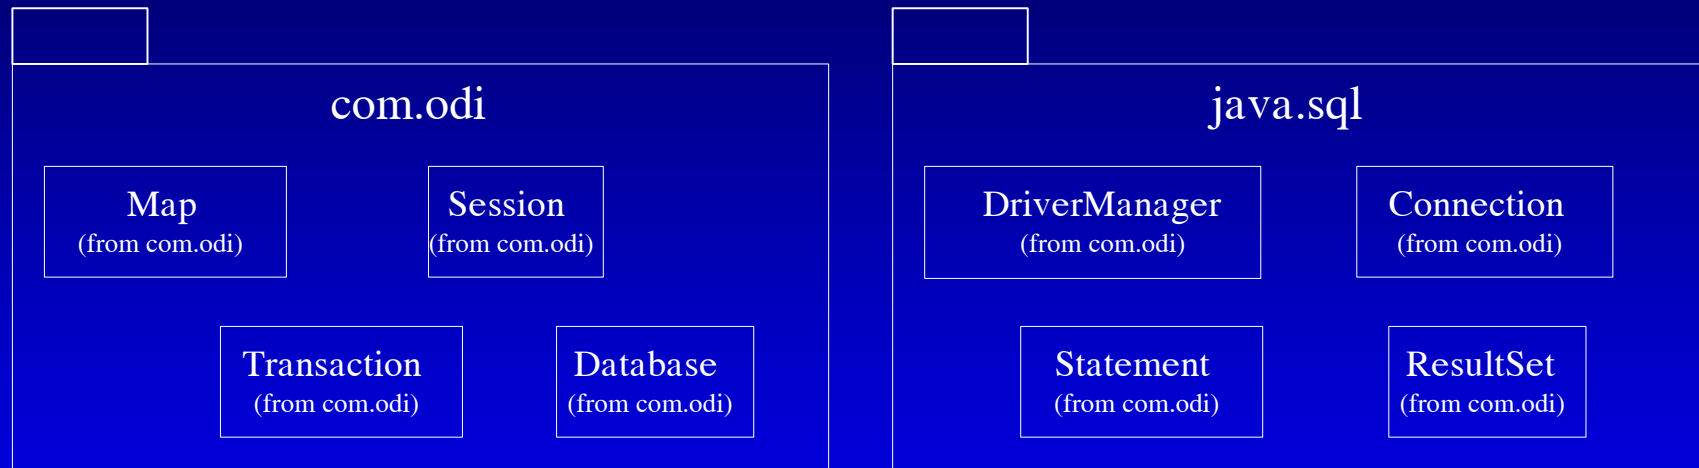 com.odi
Map
(from com.odi)
Session
(from com.odi)
Transaction
(from com.odi)
Database
(from com.odi)
java.sql
DriverManager
(from com.odi)
Connection
(from com.odi)
Statement
(from com.odi)
ResultSet
(from com.odi)